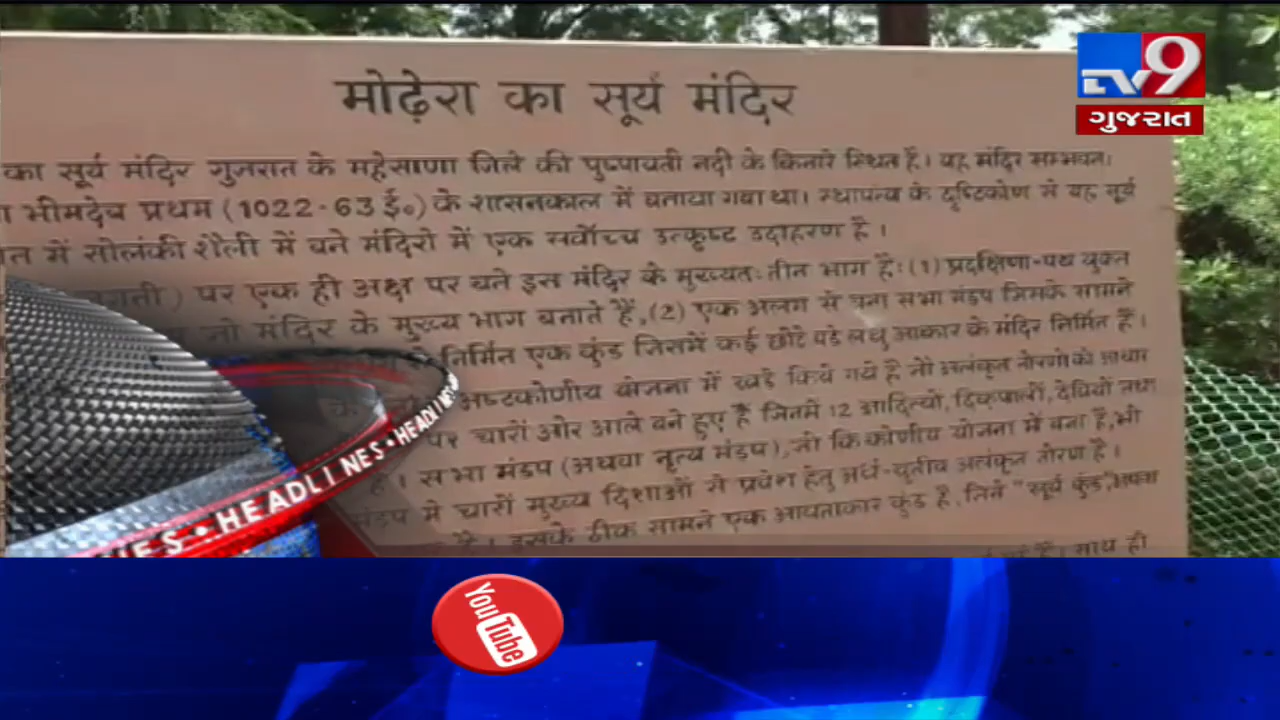 मोढ़ेरा का सूर्य मंदिर
TV9
ગુજરાત
का सूर्य मंदिर गुजरात के महेसाणा जिले की पुष्पावती नदी के किनारे स्थित है। यह मंदिर सम्भवतः
भीमदेव प्रथम (1022-63 ई०) के शासनकाल में बनाया गया था। स्थापत्य के दृष्टिकोण से यह सूर्य
में सोलंकी शैली में बने मंदिरो में एक सर्वोच्च उत्कृष्ट उदाहरण है।
पर एक ही अक्ष पर बने इस मंदिर के मुख्यतः तीन भाग हैः (1) प्रदक्षिणा-पथ युक्त
जो मंदिर के मुख्य भाग बनाते हैं, (2) एक अलग से बना सभा मंडप जिसके सामने
निर्मित एक कुंड जिसमें कई छोटे बडे लघु आकार के मंदिर निर्मित हैं।
अष्टकोणीय योजना में खडे किये गये है जो अलंकृत तोरणों को आधार
पर चारों ओर आले बने हुए हैं जिनमें 12 आदित्यों, दिक्पालों, देवियों तथा
है। सभा मंडप (अथवा नृत्य मंडप), जो कि कोणीय योजना में बना है, भी
में चारों मुख्य दिशाओं से प्रवेश हेतु अर्ध-वृतीय अलंकृत तोरण है।
है। इसके ठीक सामने एक आयताकार कुंड है, जिसे "सूर्य कुंड"
साथ ही
HEADLINES
HEADLINES
YouTube